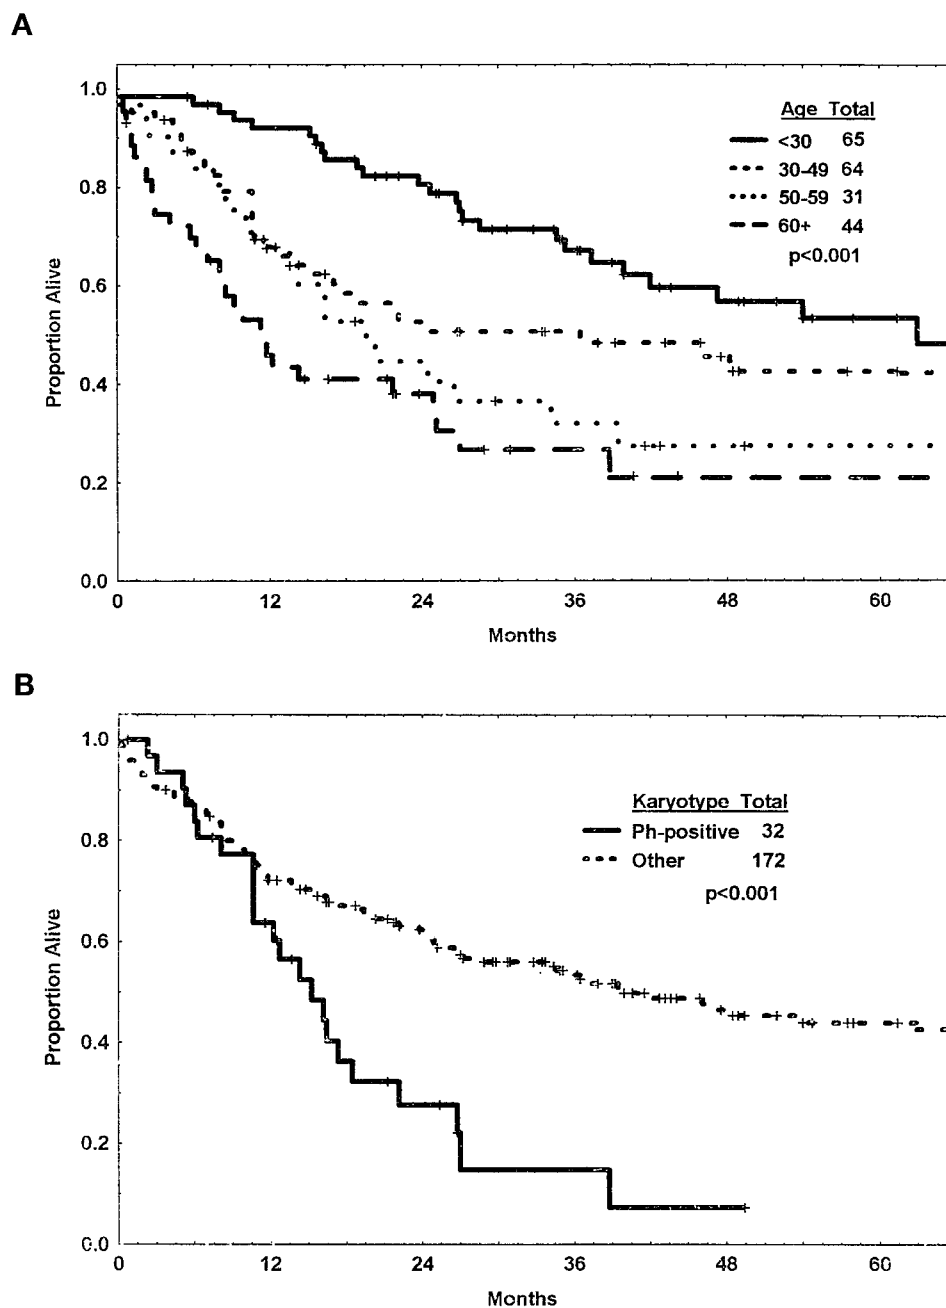 A
Age Total
<30 65
30-49 64
50-59 31
60+ 44
p<0.001
1.0
0.8
0.6
0.4
0.2
0.0
Proportion Alive
0 12 24 36 48 60
Months
B
Karyotype Total
Ph-positive 32
Other 172
p<0.001
1.0
0.8
0.6
0.4
0.2
0.0
Proportion Alive
0 12 24 36 48 60
Months